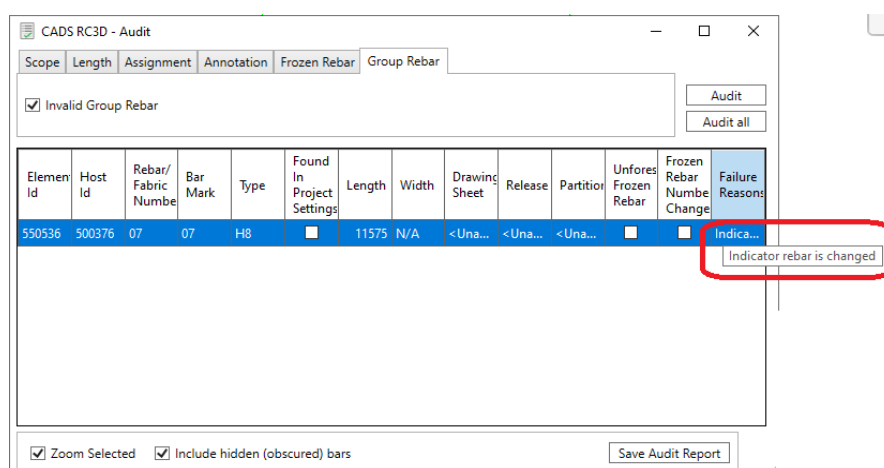 CADS RC3D - Audit
Scope Length Assignment Annotation Frozen Rebar Group Rebar
Invalid Group Rebar
Audit
Audit all
Elemen Id
Host Id
Rebar/ Fabric Numbe
Bar Mark
Type
Found In Project Settings
Length
Width
Drawing Sheet
Release
Partition
Unfores Frozen Rebar
Frozen Rebar Numbe Change
Failure Reasons
550536 500376 07 07 H8 11575 N/A <Una... <Una... <Una... Indica...
Indicator rebar is changed
Zoom Selected Include hidden (obscured) bars Save Audit Report